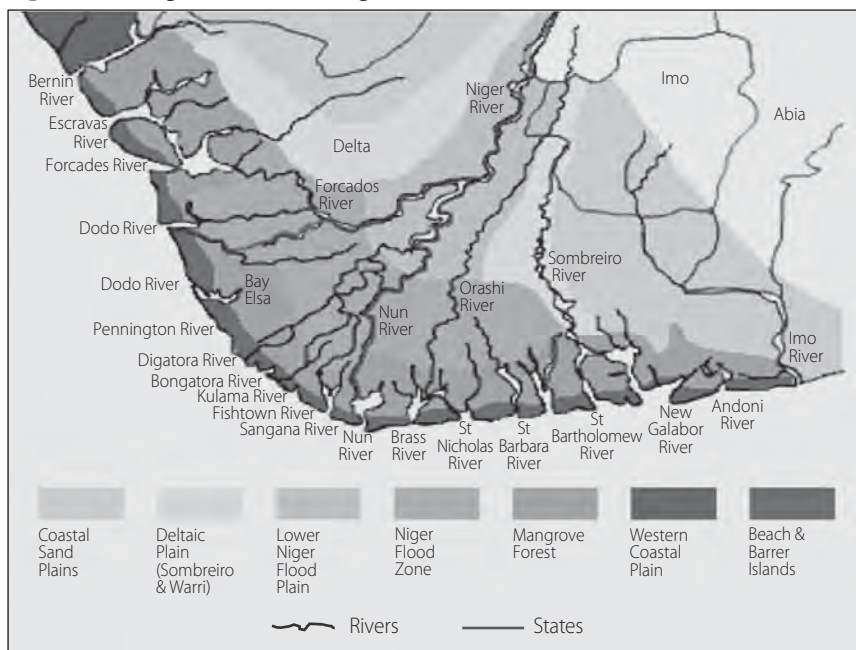 Bernin
River
Escravas
River
Forcades River
Dodo River
Dodo River
Pennington River
Digatora River
Bongatora River
Kulama River
Fishtown River
Sangana River
Nun
River
Brass
River
St
Nicholas
River
St
Barbara
River
St
Bartholomew
River
New
Galabor
River
Andoni
River
Imo
River
Niger
River
Imo
Abia
Delta
Forcados
River
Bay
Elsa
Nun
River
Orashi
River
Sombreiro
River
Coastal
Sand
Plains
Deltaic
Plain
(Sombreiro
& Warri)
Lower
Niger
Flood
Plain
Niger
Flood
Zone
Mangrove
Forest
Western
Coastal
Plain
Beach &
Barrer
Islands
Rivers
States